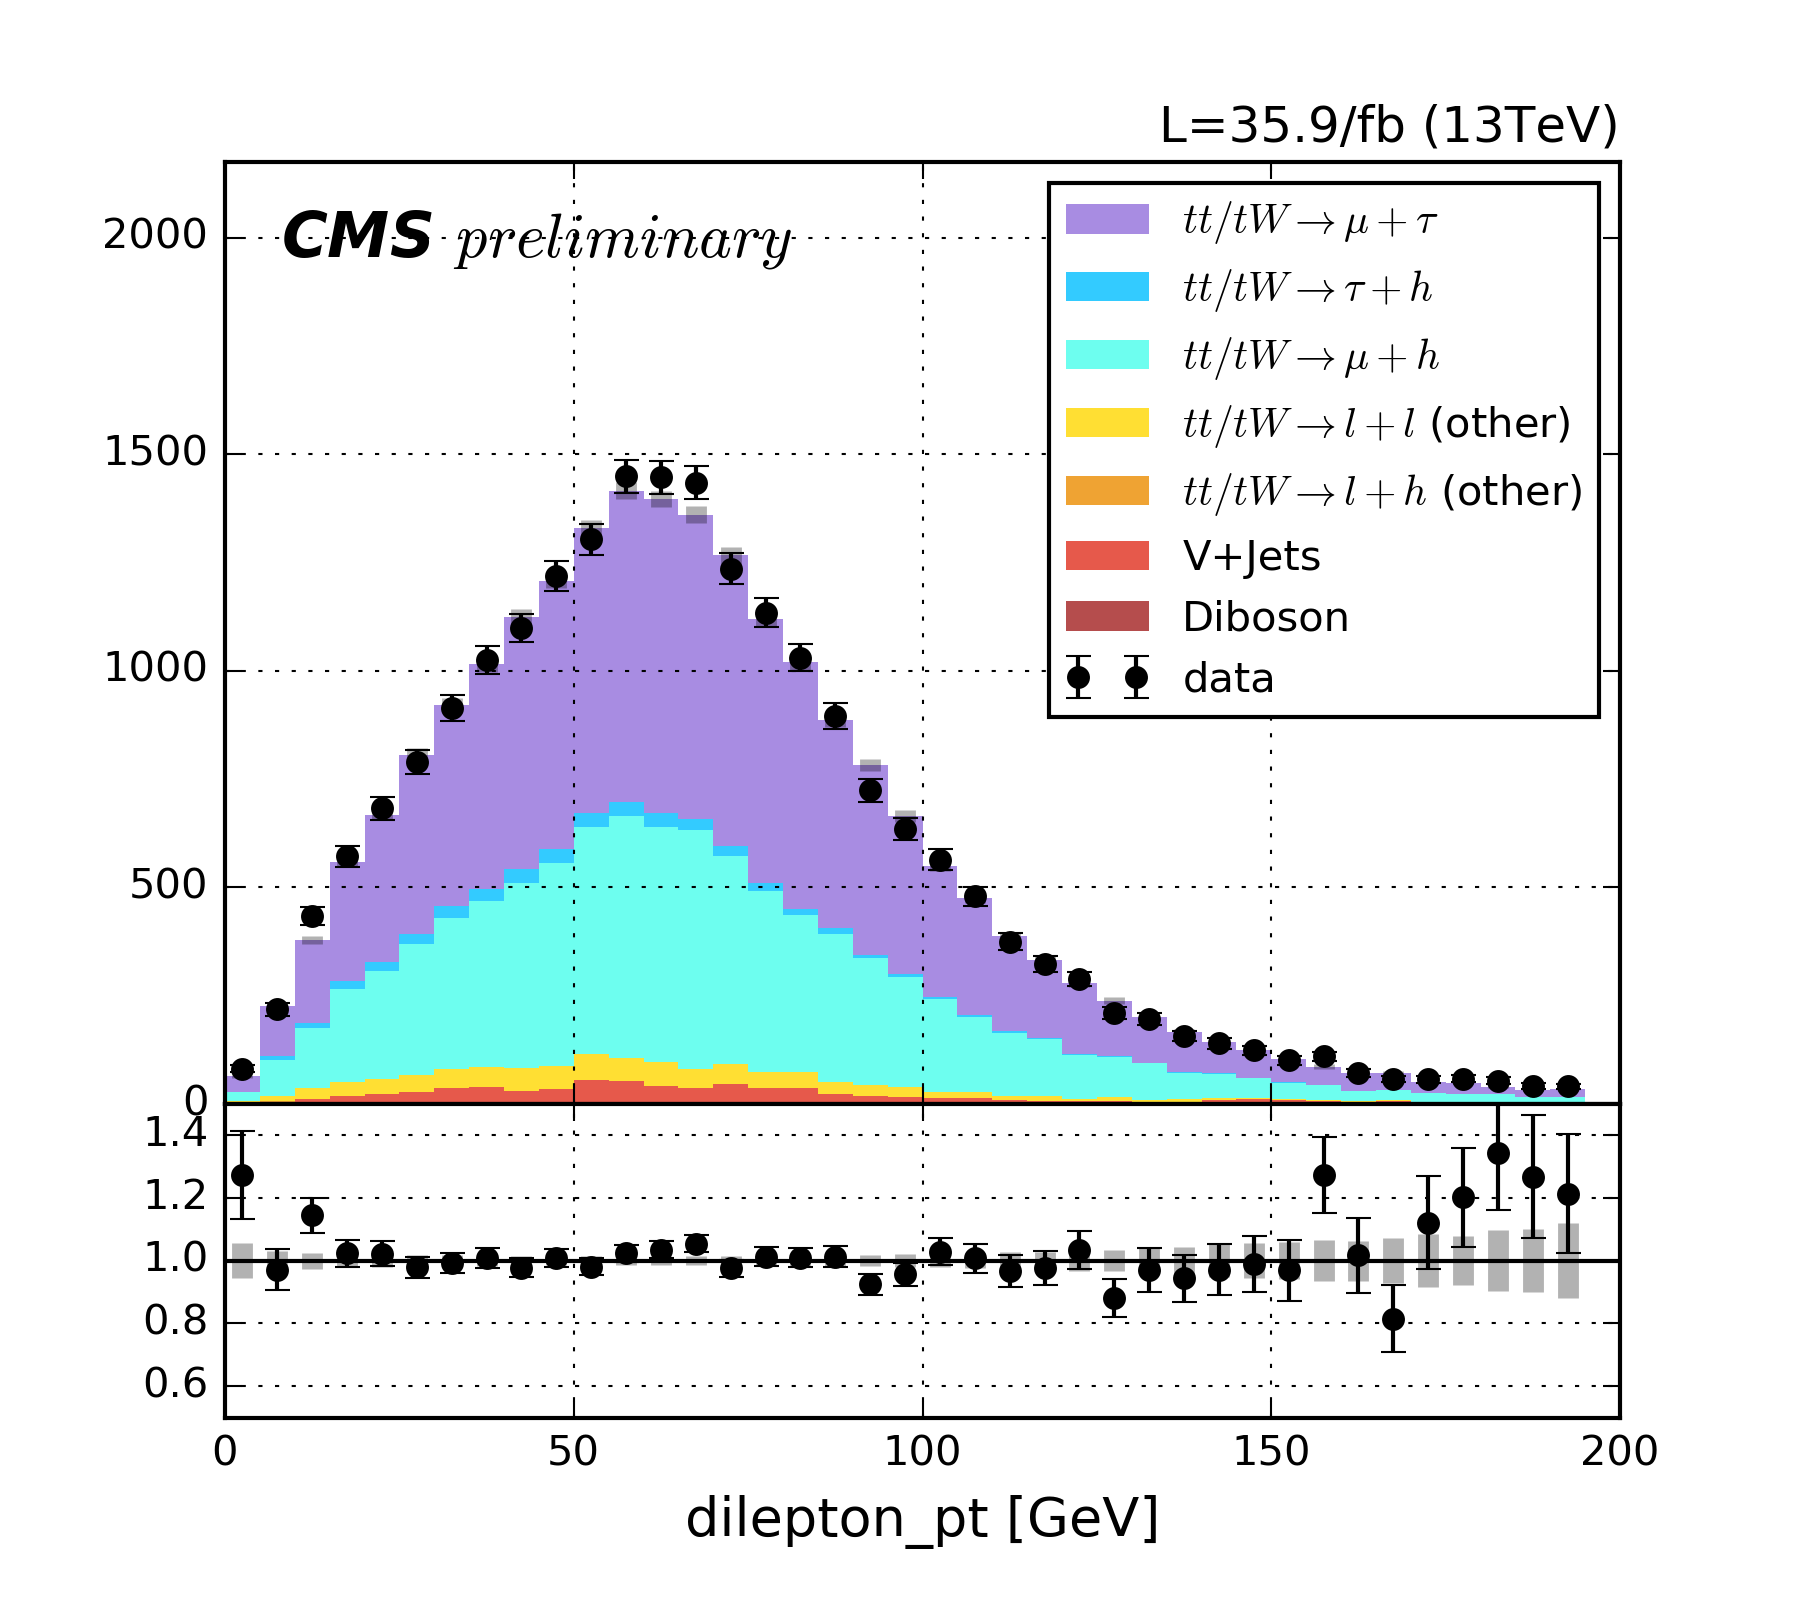 L=35.9/fb (13TeV)
CMS preliminary
tt/tW→μ+τ
tt/tW→τ+h
tt/tW→μ+h
tt/tW→l+l (other)
tt/tW→l+h (other)
V+Jets
Diboson
data
2000
1500
1000
500
0
1.4
1.2
1.0
0.8
0.6
0 50 100 150 200
dilepton_pt [GeV]